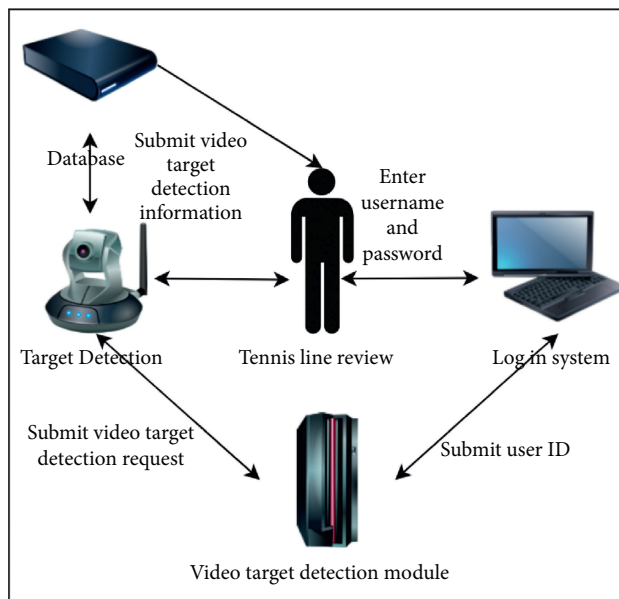 Database
Submit video
target
detection
information
Enter
username
and
password
Target Detection
Tennis line review
Log in system
Submit video target
detection request
Submit user ID
Video target detection module